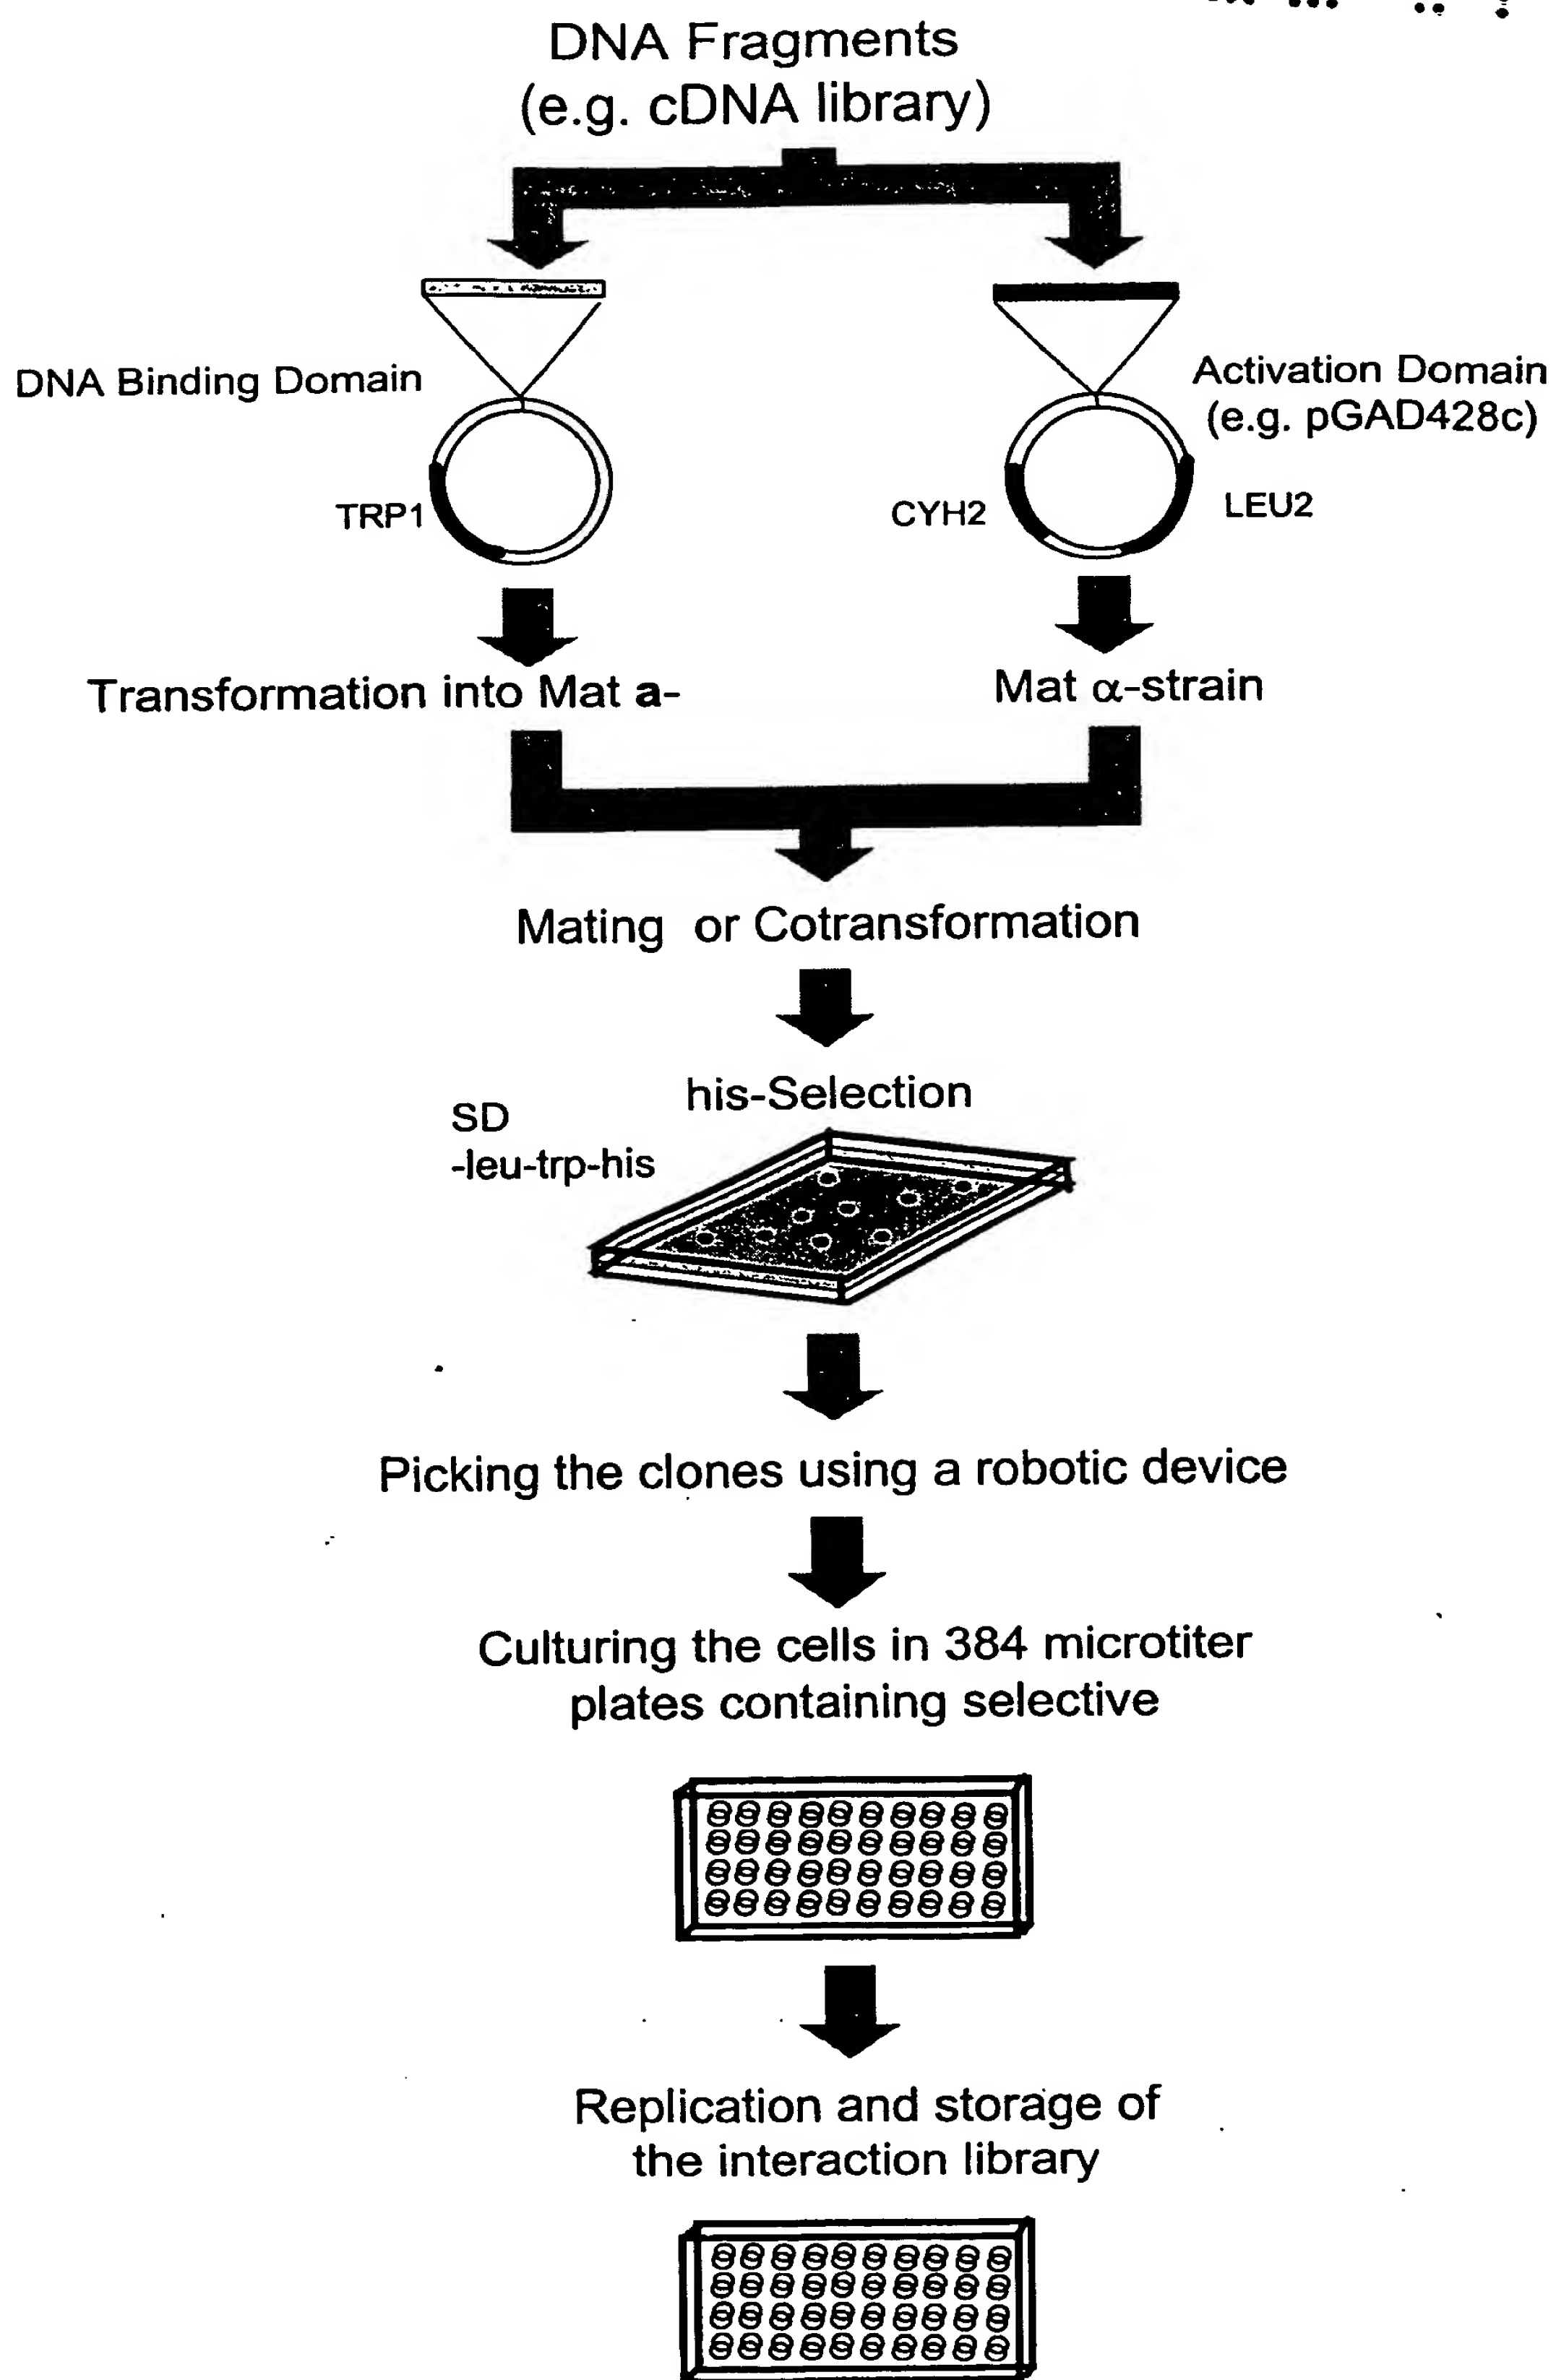 DNA Fragments
(e.g. cDNA library)
DNA Binding Domain
Activation Domain
(e.g. pGAD428c)
TRP1
CYH2
LEU2
Transformation into Mat a-
Mat α-strain
Mating or Cotransformation
his-Selection
SD
-leu-trp-his
Picking the clones using a robotic device
Culturing the cells in 384 microtiter
plates containing selective
Replication and storage of
the interaction library